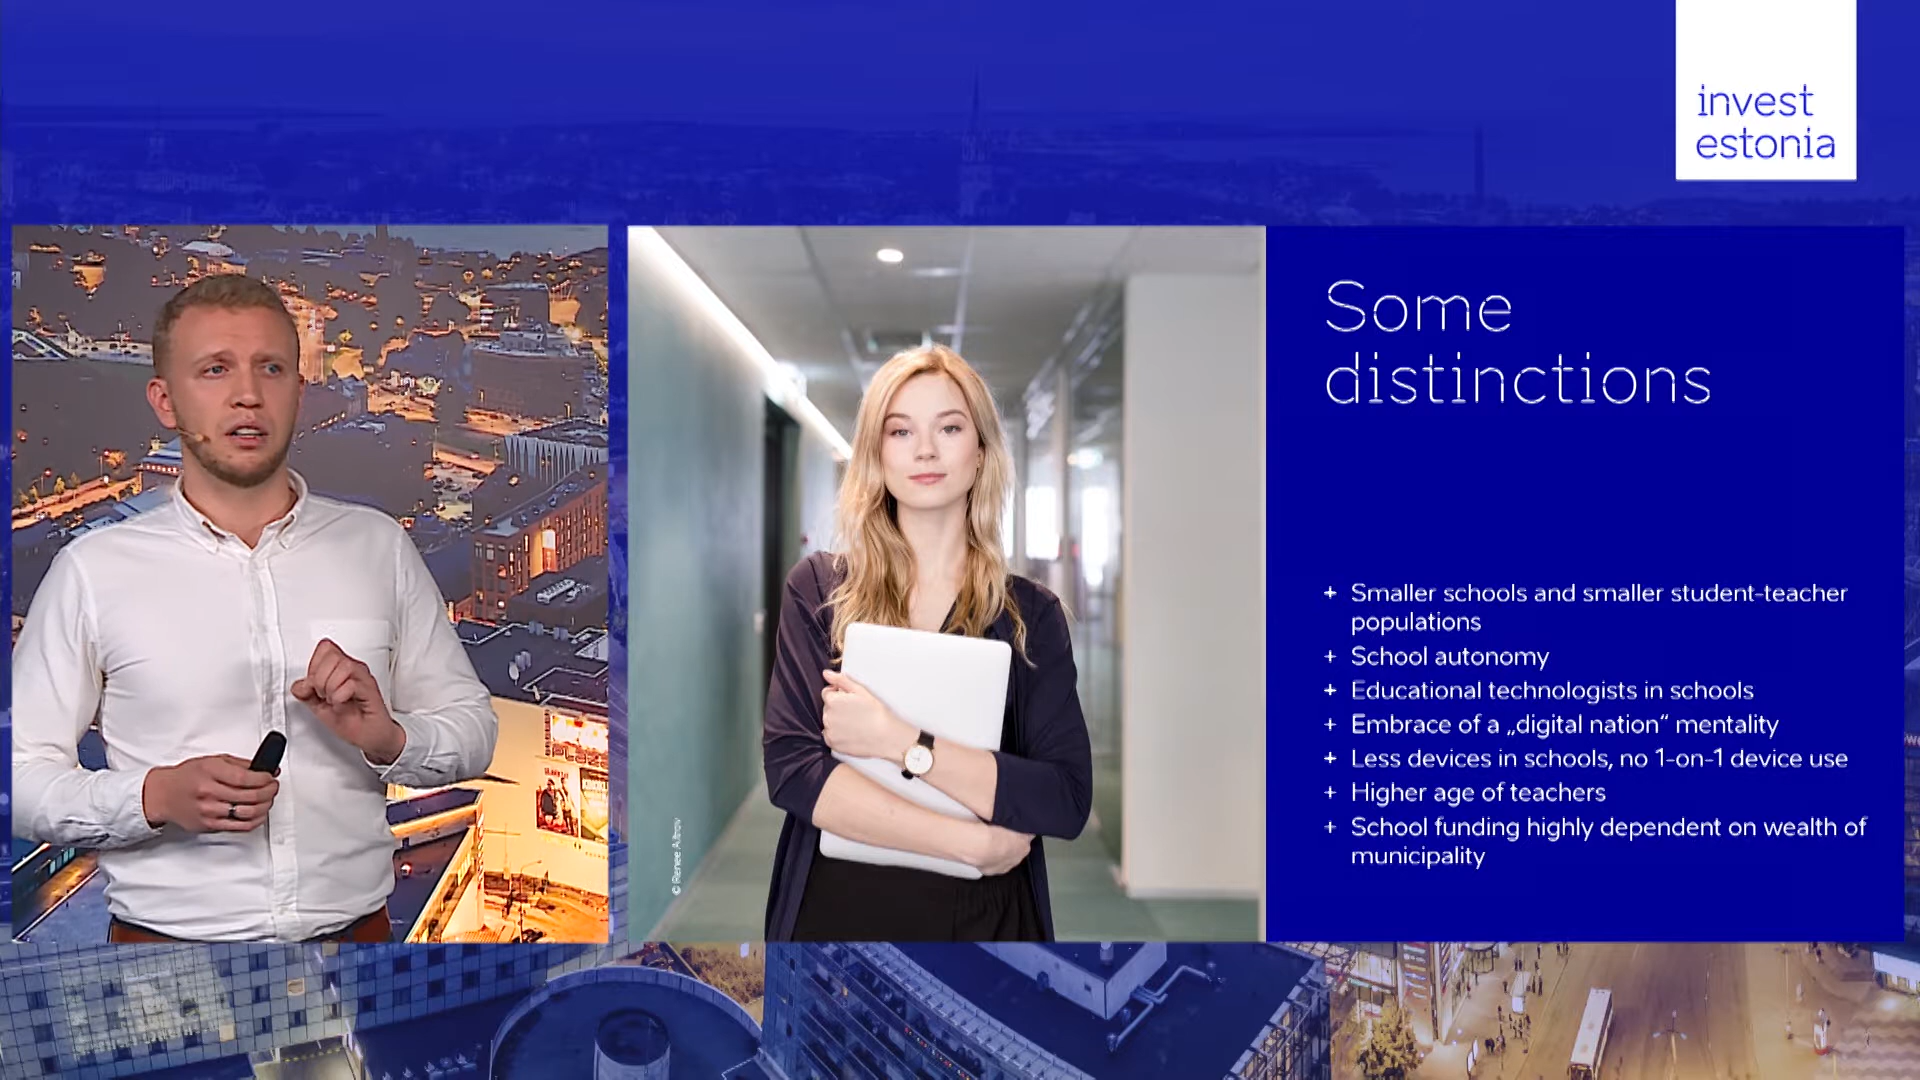 invest
estonia
Some
distinctions
+ Smaller schools and smaller student-teacher
populations
+ School autonomy
+ Educational technologists in schools
+ Embrace of a „digital nation“ mentality
+ Less devices in schools, no 1-on-1 device use
+ Higher age of teachers
+ School funding highly dependent on wealth of
municipality